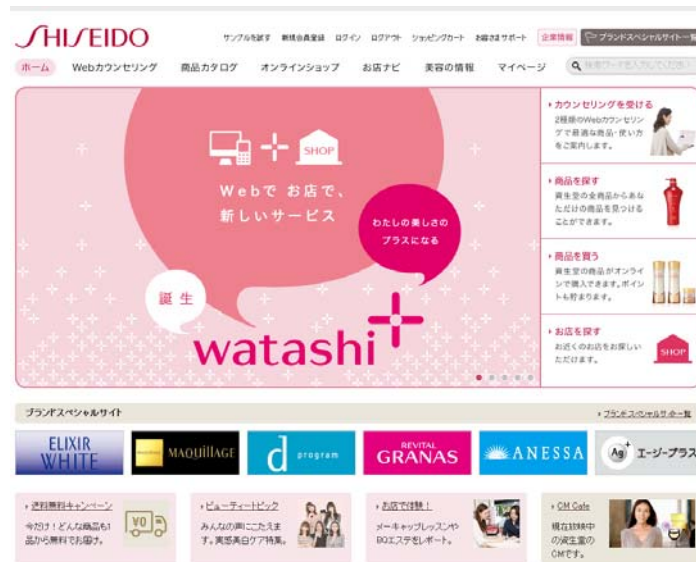 SHISEIDO
サンプルを試す 新規会員登録 ログイン ログアウト ショッピングカート お客さまサポート 企業情報 ブランドスペシャルサイト一覧
ホーム Webカウンセリング 商品カタログ オンラインショップ お店ナビ 美容の情報 マイページ
SHOP
Webで お店で、
新しいサービス
わたしの美しさの
プラスになる
誕生
watashi+
カウンセリングを受ける
2種類のWebカウンセリン
グで最適な商品・使い方
をご案内します。
商品を探す
資生堂の全商品からあな
ただけの商品を見つける
ことができます。
商品を買う
資生堂の商品がオンライ
ンで購入できます。ポイン
トも貯まります。
お店を探す
お近くのお店をお探しい
ただけます。
SHOP
ブランドスペシャルサイト
ブランドスペシャルサイト一覧
ELIXIR
WHITE
MAQuillAGE
d program
REVITAL
GRANAS
ANESSA
Ag+ エージープラス
送料無料キャンペーン
今だけ!どんな商品も1
品から無料でお届け。
¥0
ビューティートピック
みんなの声にこたえま
す。実感美白ケア特集。
お店で体験!
メーキャップレッスンや
BQエステをレポート。
CM Cafe
現在放映中
の資生堂の
CMです。